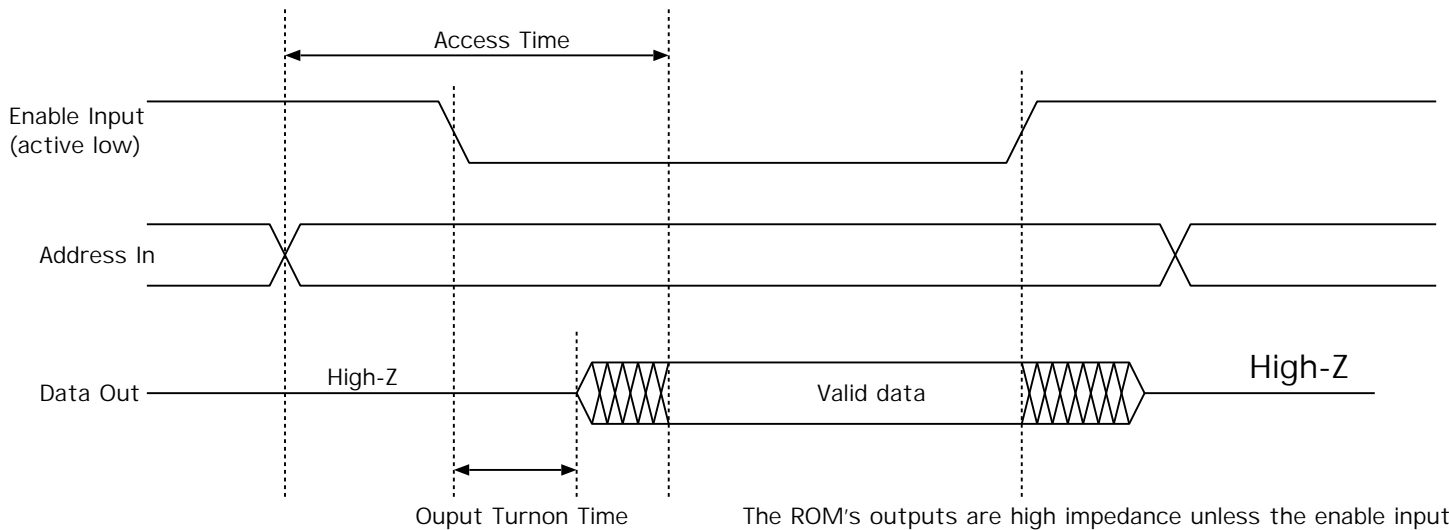 Access Time
Enable Input
(active low)
Address In
Data Out
High-Z
Valid data
High-Z
Ouput Turnon Time
The ROM's outputs are high impedance unless the enable input